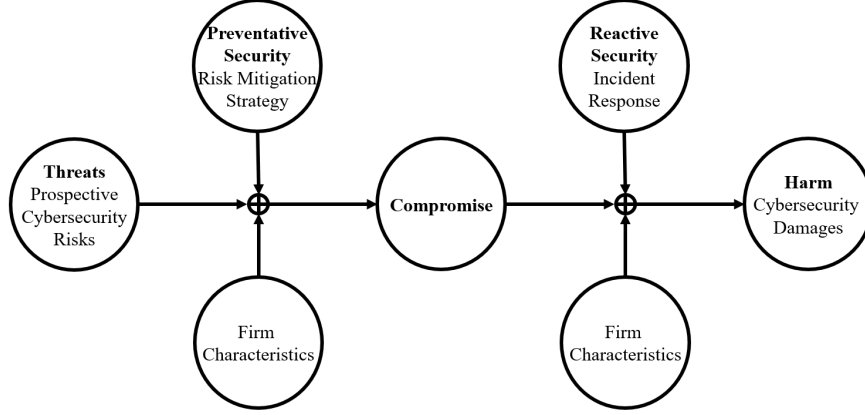 Preventative
Security
Risk Mitigation
Strategy
Reactive
Security
Incident
Response
Threats
Prospective
Cybersecurity
Risks
Compromise
Harm
Cybersecurity
Damages
Firm
Characteristics
Firm
Characteristics